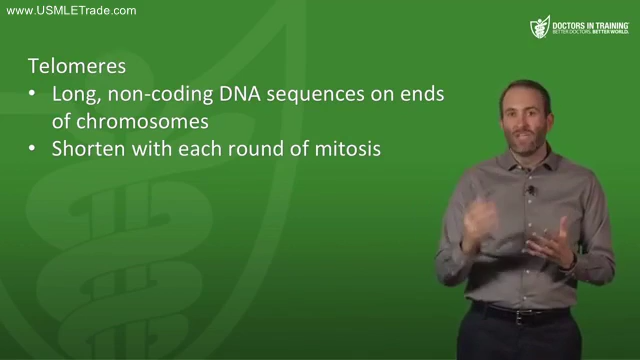 www.USMLETrade.com
DOCTORS IN TRAINING
BETTER DOCTORS. BETTER WORLD.
Telomeres
• Long, non-coding DNA sequences on ends
of chromosomes
• Shorten with each round of mitosis